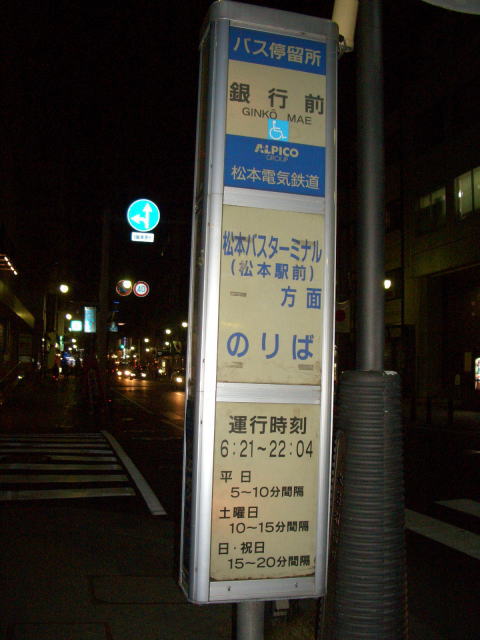 バス停留所
銀行前
GINKŌ MAE
ALPICO
GROUP
松本電気鉄道
松本バスターミナル
(松本駅前)
方面
のりば
運行時刻
6:21~22:04
平日
5~10分間隔
土曜日
10~15分間隔
日・祝日
15~20分間隔
40